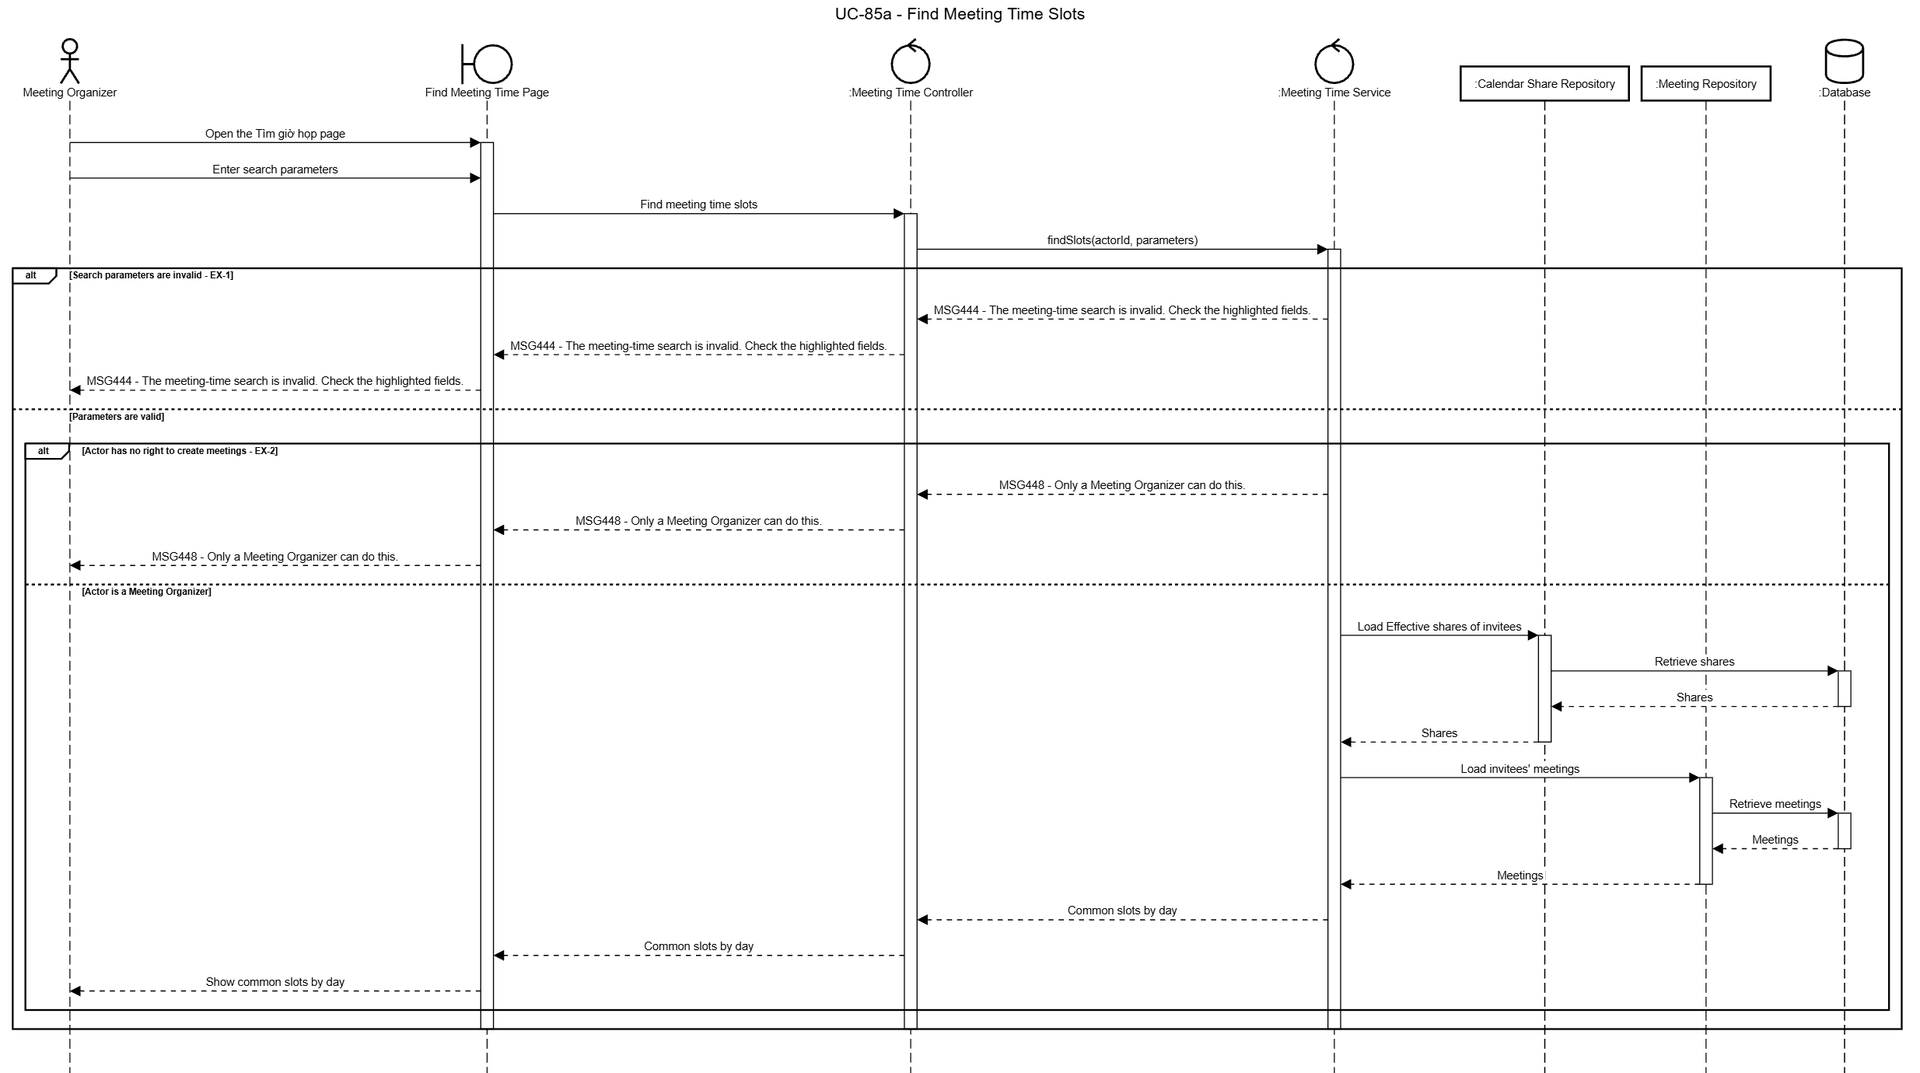 UC-85a - Find Meeting Time Slots
Meeting Organizer
Find Meeting Time Page
:Meeting Time Controller
:Meeting Time Service
:Calendar Share Repository
:Meeting Repository
:Database
Open the Tìm giờ họp page
Enter search parameters
Find meeting time slots
findSlots(actorId, parameters)
alt
[Search parameters are invalid - EX-1]
MSG444 - The meeting-time search is invalid. Check the highlighted fields.
MSG444 - The meeting-time search is invalid. Check the highlighted fields.
MSG444 - The meeting-time search is invalid. Check the highlighted fields.
[Parameters are valid]
alt
[Actor has no right to create meetings - EX-2]
MSG448 - Only a Meeting Organizer can do this.
MSG448 - Only a Meeting Organizer can do this.
MSG448 - Only a Meeting Organizer can do this.
[Actor is a Meeting Organizer]
Load Effective shares of invitees
Retrieve shares
Shares
Shares
Load invitees' meetings
Retrieve meetings
Meetings
Meetings
Common slots by day
Common slots by day
Show common slots by day